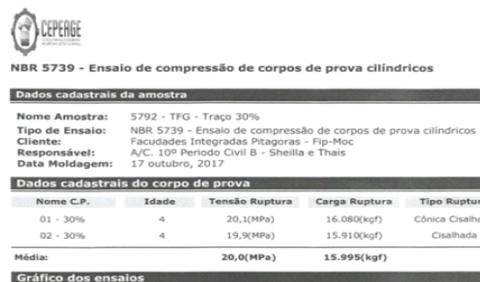 CEPEAGE
NBR 5739 - Ensaio de compressão de corpos de prova cilíndricos
Dados cadastrais da amostra
Nome Amostra: 5792 - TFG - Traço 30%
Tipo de Ensaio: NBR 5739 - Ensaio de compressão de corpos de prova cilíndricos
Cliente: Facudades Integradas Pitagoras - Fip-Moc
Responsável: A/C. 10º Periodo Civil B - Sheilla e Thais
Data Moldagem: 17 outubro, 2017
Dados cadastrais do corpo de prova
Nome C.P. Idade Tensão Ruptura Carga Ruptura Tipo Ruptur
01 - 30% 4 20,1(MPa) 16.080(kgf) Cônica Cisalha
02 - 30% 4 19,9(MPa) 15.910(kgf) Cisalhada
Média: 20,0(MPa) 15.995(kgf)
Gráfico dos ensaios